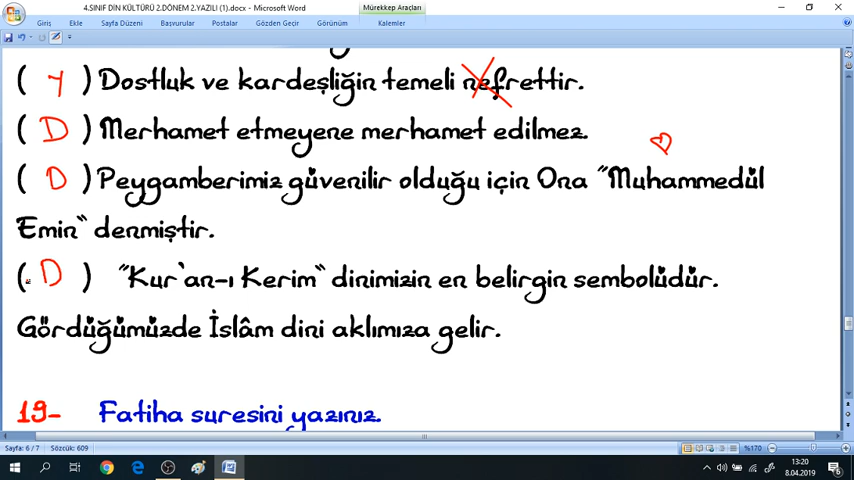 4.SINIF DİN KÜLTÜRÜ 2.DÖNEM 2.YAZILI (1).docx - Microsoft Word
Mürekkep Araçları
Giriş Ekle Sayfa Düzeni Başvurular Postalar Gözden Geçir Görünüm Kalemler
( Y ) Dostluk ve kardeşliğin temeli nefrettir.
( D ) Merhamet etmeyene merhamet edilmez.
( D ) Peygamberimiz güvenilir olduğu için Ona "Muhammedül
Emin" denmiştir.
( D ) "Kur'an-ı Kerim" dinimizin en belirgin sembolüdür.
Gördüğümüzde İslâm dini aklımıza gelir.
19- Fatiha suresini yazınız.
Sayfa: 6 / 7 Sözcük: 609 %170
13:20
8.04.2019